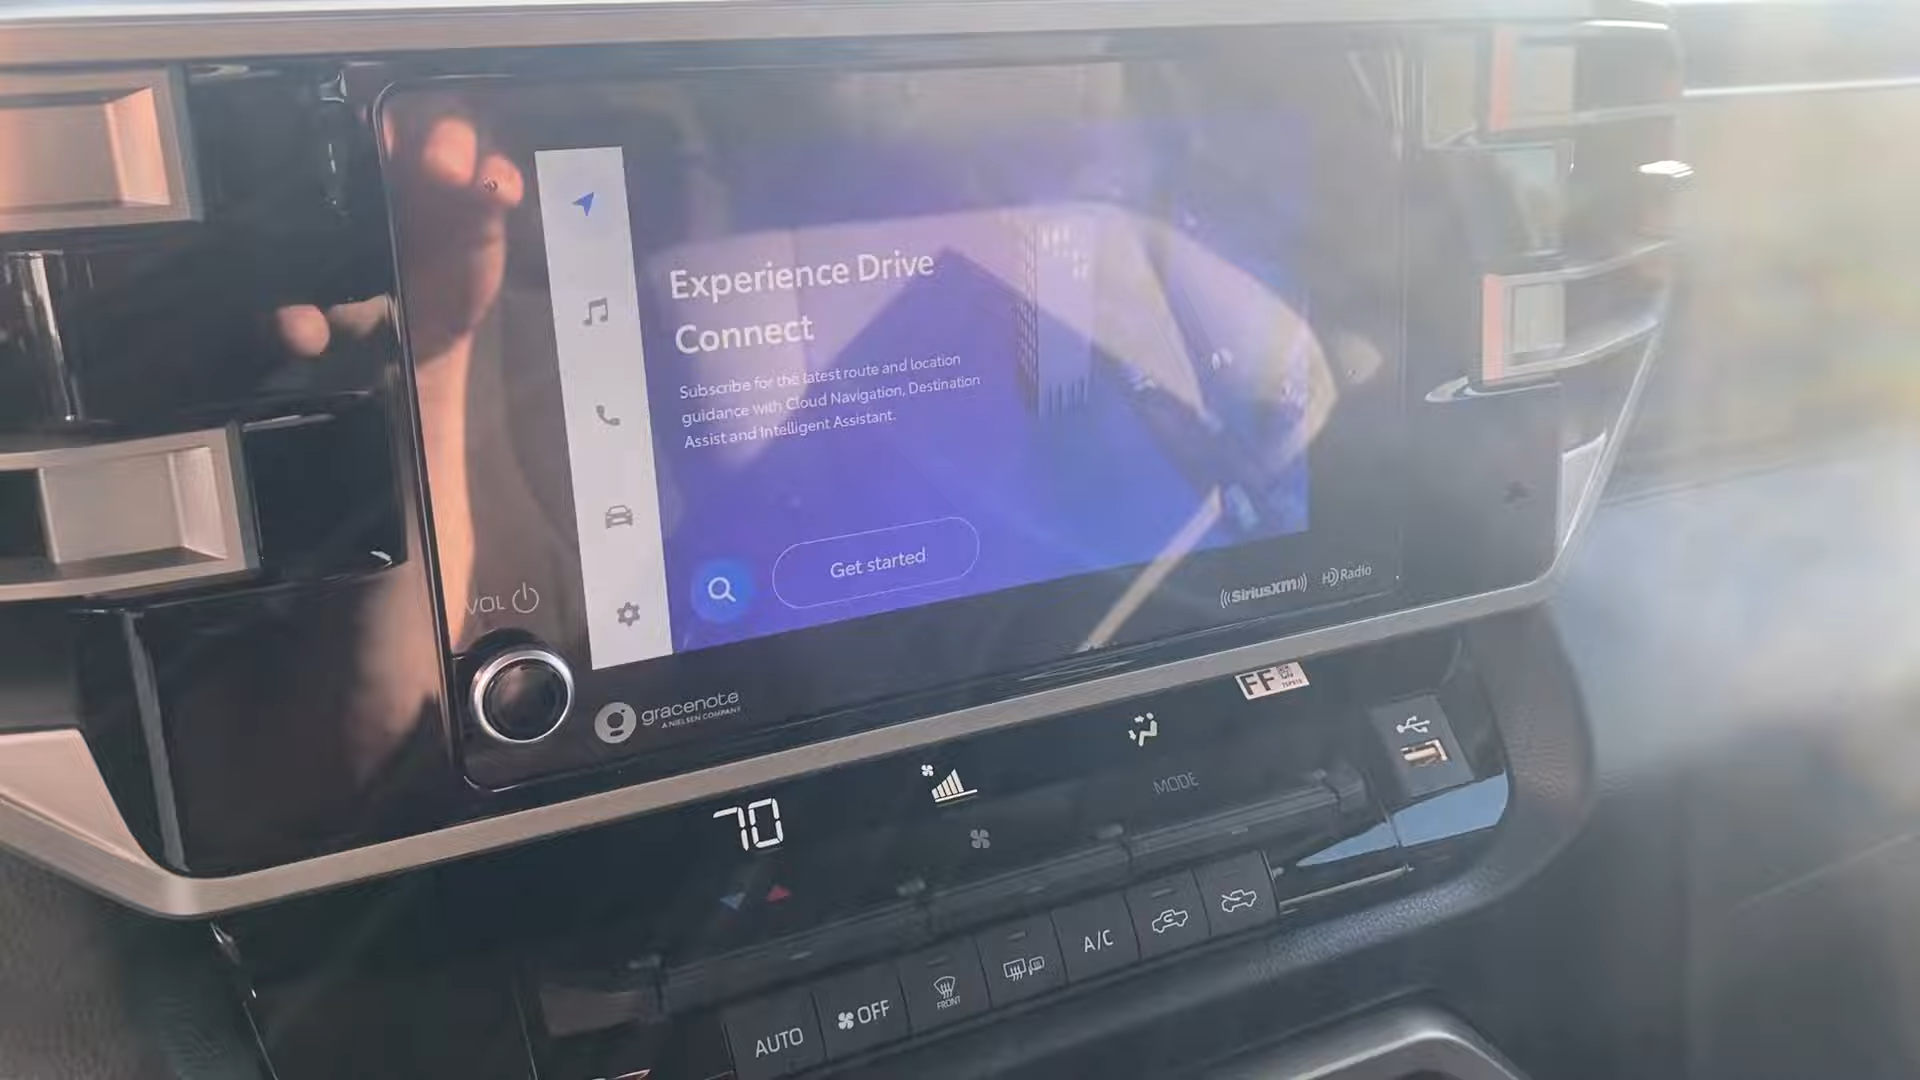 Experience Drive
Connect
Subscribe for the latest route and location
guidance with Cloud Navigation, Destination
Assist and Intelligent Assistant.
Get started
VOL
SiriusXM
HD Radio
gracenote
A NIELSEN COMPANY
FF
70
MODE
AUTO
OFF
FRONT
A/C